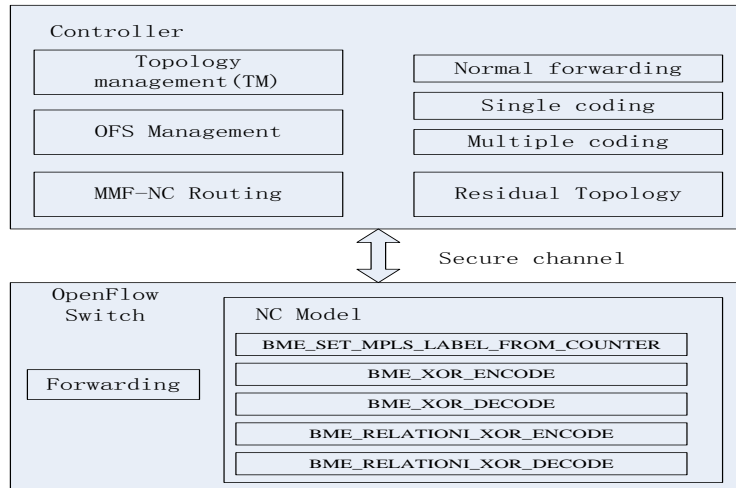 Controller
Topology
management(TM)
OFS Management
MMF-NC Routing
Normal forwarding
Single coding
Multiple coding
Residual Topology
Secure channel
OpenFlow
Switch
Forwarding
NC Model
BME_SET_MPLS_LABEL_FROM_COUNTER
BME_XOR_ENCODE
BME_XOR_DECODE
BME_RELATIONI_XOR_ENCODE
BME_RELATIONI_XOR_DECODE